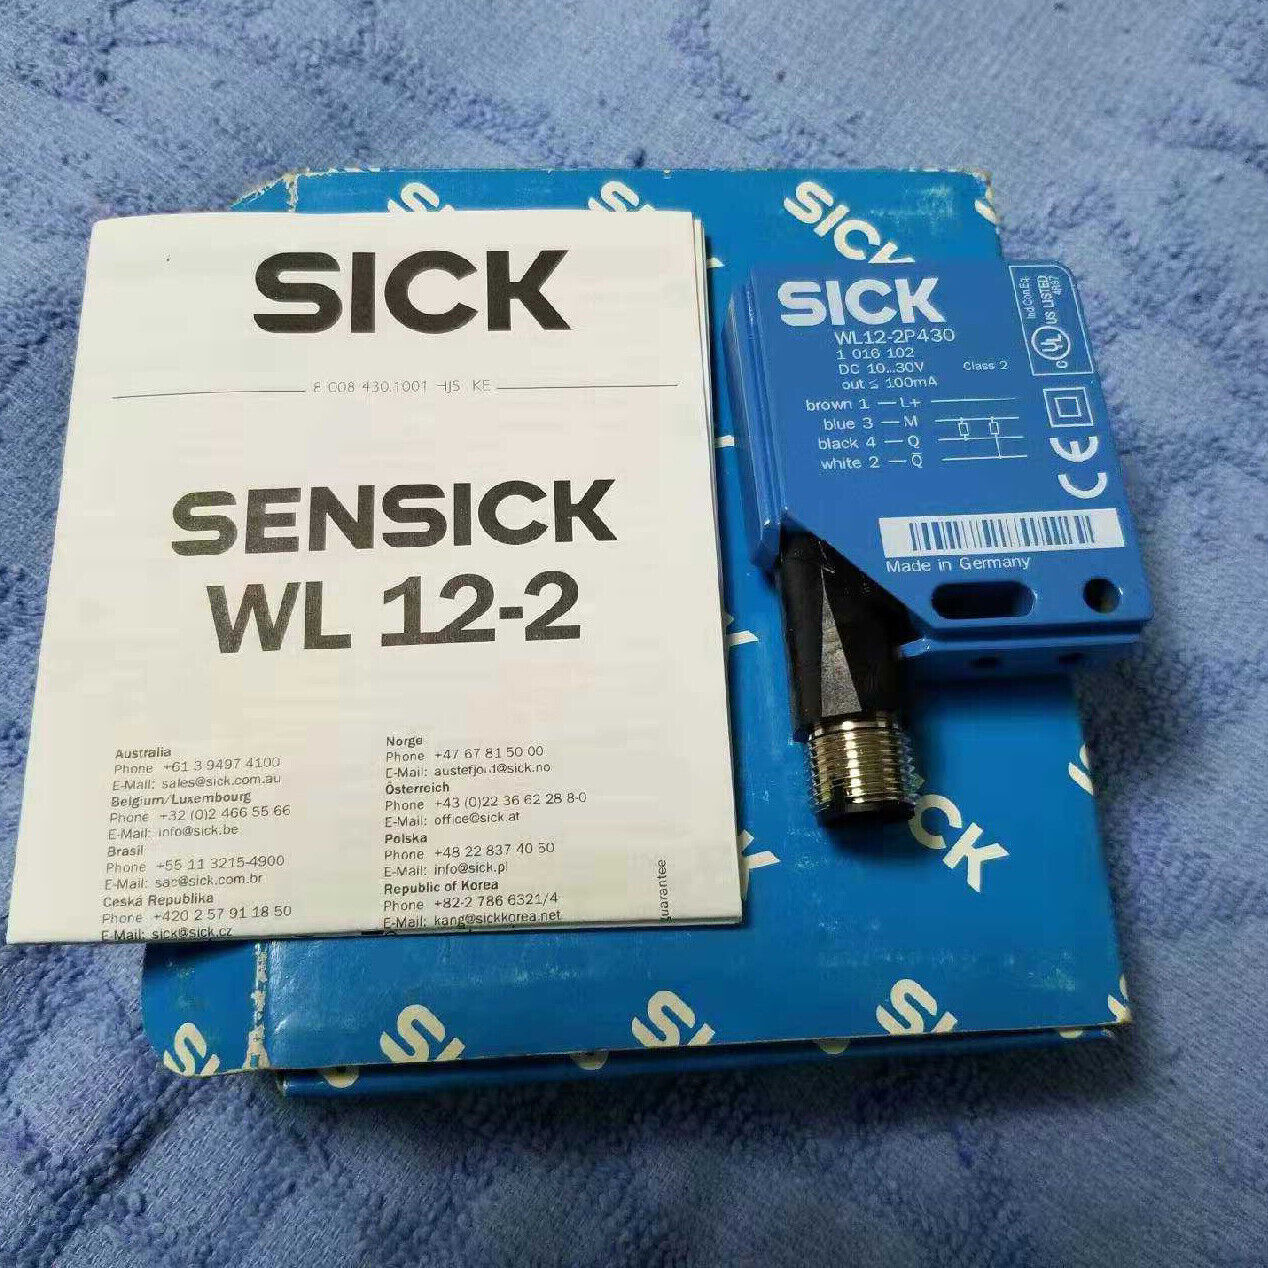 SICK
8 008 430.1001 HJS KE
SENSICK
WL 12-2
Australia
Phone +61 3 9497 4100
E-Mail: sales@sick.com.au
Belgium/Luxembourg
Phone +32 (0)2 466 55 66
E-Mail: info@sick.be
Brasil
Phone +55 11 3215-4900
E-Mail: sac@sick.com.br
Ceská Republika
Phone +420 2 57 91 18 50
E-Mail: sick@sick.cz
Norge
Phone +47 67 81 50 00
E-Mail: austefjord@sick.no
Österreich
Phone +43 (0)22 36 62 28 8-0
E-Mail: office@sick.at
Polska
Phone +48 22 837 40 50
E-Mail: info@sick.pl
Republic of Korea
Phone +82-2 786 6321/4
E-Mail: kang@sickkorea.net
uarantee
SICK
WL12-2P430
1 016 102
DC 10...30V Class 2
out ≤ 100mA
brown 1 — L+
blue 3 — M
black 4 — Q
white 2 — Q̅
Ind.Con.Eq.
C UL US LISTED
CE
Made in Germany
SICK
SICK